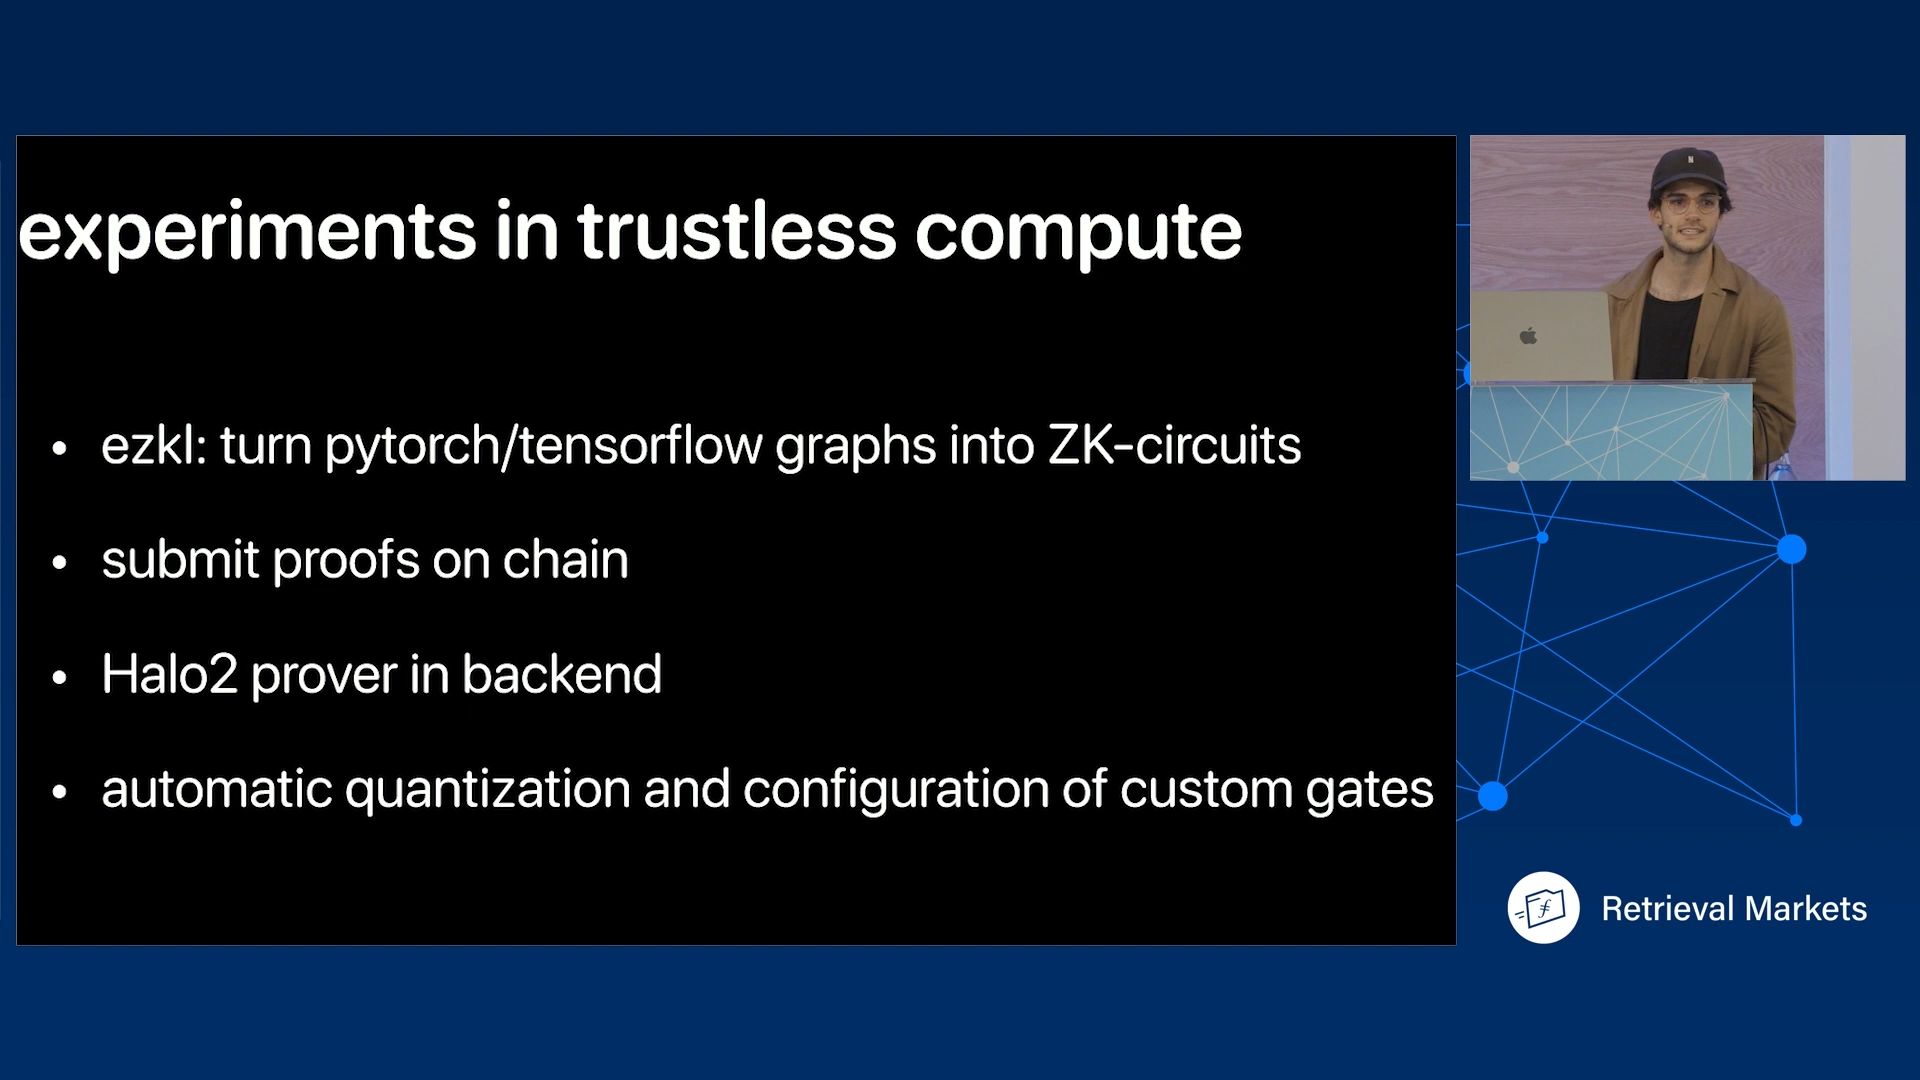 experiments in trustless compute
• ezkl: turn pytorch/tensorflow graphs into ZK-circuits
• submit proofs on chain
• Halo2 prover in backend
• automatic quantization and configuration of custom gates
N
Retrieval Markets